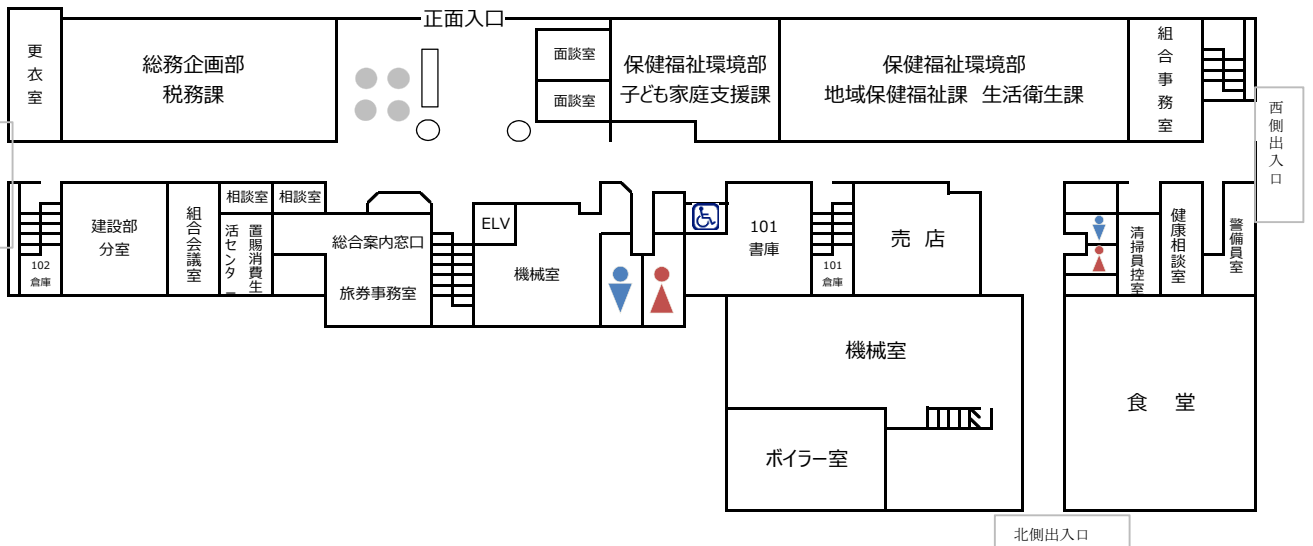 正面入口
更衣室
総務企画部
税務課
面談室
面談室
保健福祉環境部
子ども家庭支援課
保健福祉環境部
地域保健福祉課 生活衛生課
組合事務室
西側出入口
102
倉庫
建設部
分室
組合会議室
相談室
相談室
置賜消費生
活センター
総合案内窓口
旅券事務室
ELV
機械室
101
書庫
101
倉庫
売店
清掃員控室
健康相談室
警備員室
機械室
ボイラー室
食堂
北側出入口